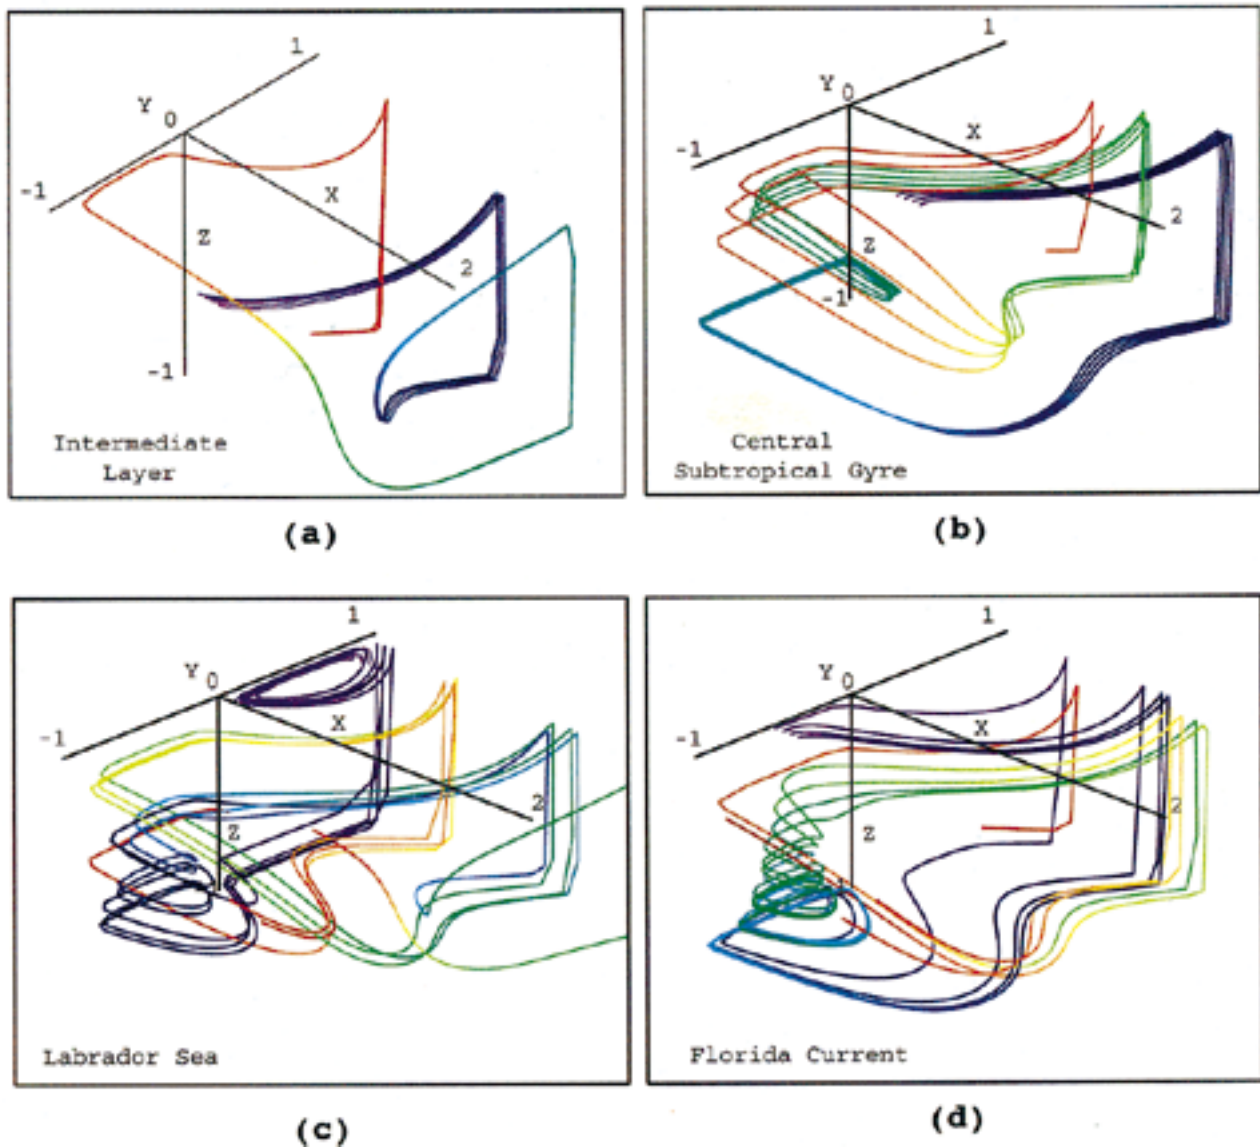 1
Y
0
-1
X
Z
2
-1
Intermediate
Layer
(a)
1
Y
0
X
-1
2
Z
-1
Central
Subtropical Gyre
(b)
1
Y
0
X
-1
2
Z
Labrador Sea
(c)
1
Y
0
X
-1
2
Z
Florida Current
(d)